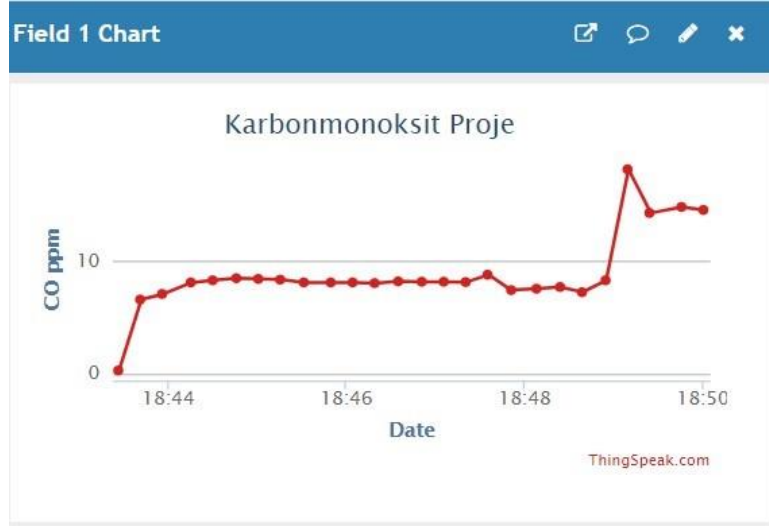 Field 1 Chart
Karbonmonoksit Proje
CO ppm
10
0
18:44 18:46 18:48 18:50
Date
ThingSpeak.com